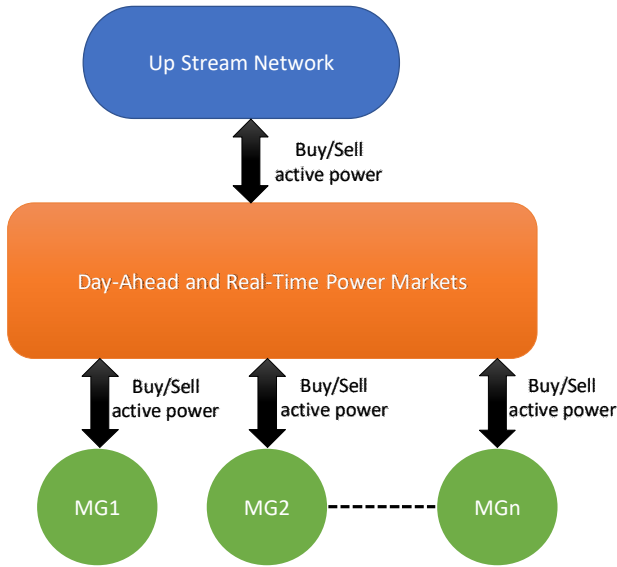 Up Stream Network
Buy/Sell
active power
Day-Ahead and Real-Time Power Markets
Buy/Sell
active power
Buy/Sell
active power
Buy/Sell
active power
MG1
MG2
MGn